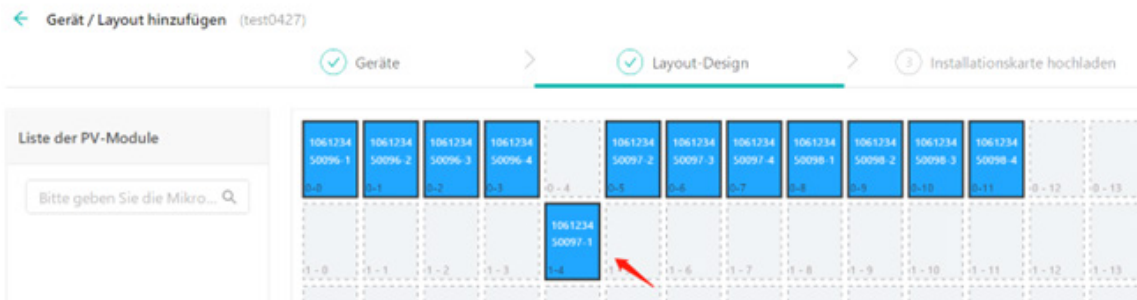 Gerät / Layout hinzufügen (test0427)
Geräte
Layout-Design
3 Installationskarte hochladen
Liste der PV-Module
Bitte geben Sie die Mikro...
1061234 1061234 1061234 1061234 1061234 1061234 1061234 1061234 1061234 1061234 1061234
50096-1 50096-2 50096-3 50096-4 50097-2 50097-3 50097-4 50098-1 50098-2 50098-3 50098-4
0-0 0-1 0-2 0-3 0 - 4 0-5 0-6 0-7 0-8 0-9 0-10 0-11 0 - 12 0 - 13
1061234
50097-1
1 - 0 1 - 1 1 - 2 1 - 3 1-4 1 - 6 1 - 7 1 - 8 1 - 9 1 - 10 1 - 11 1 - 12 1 - 13